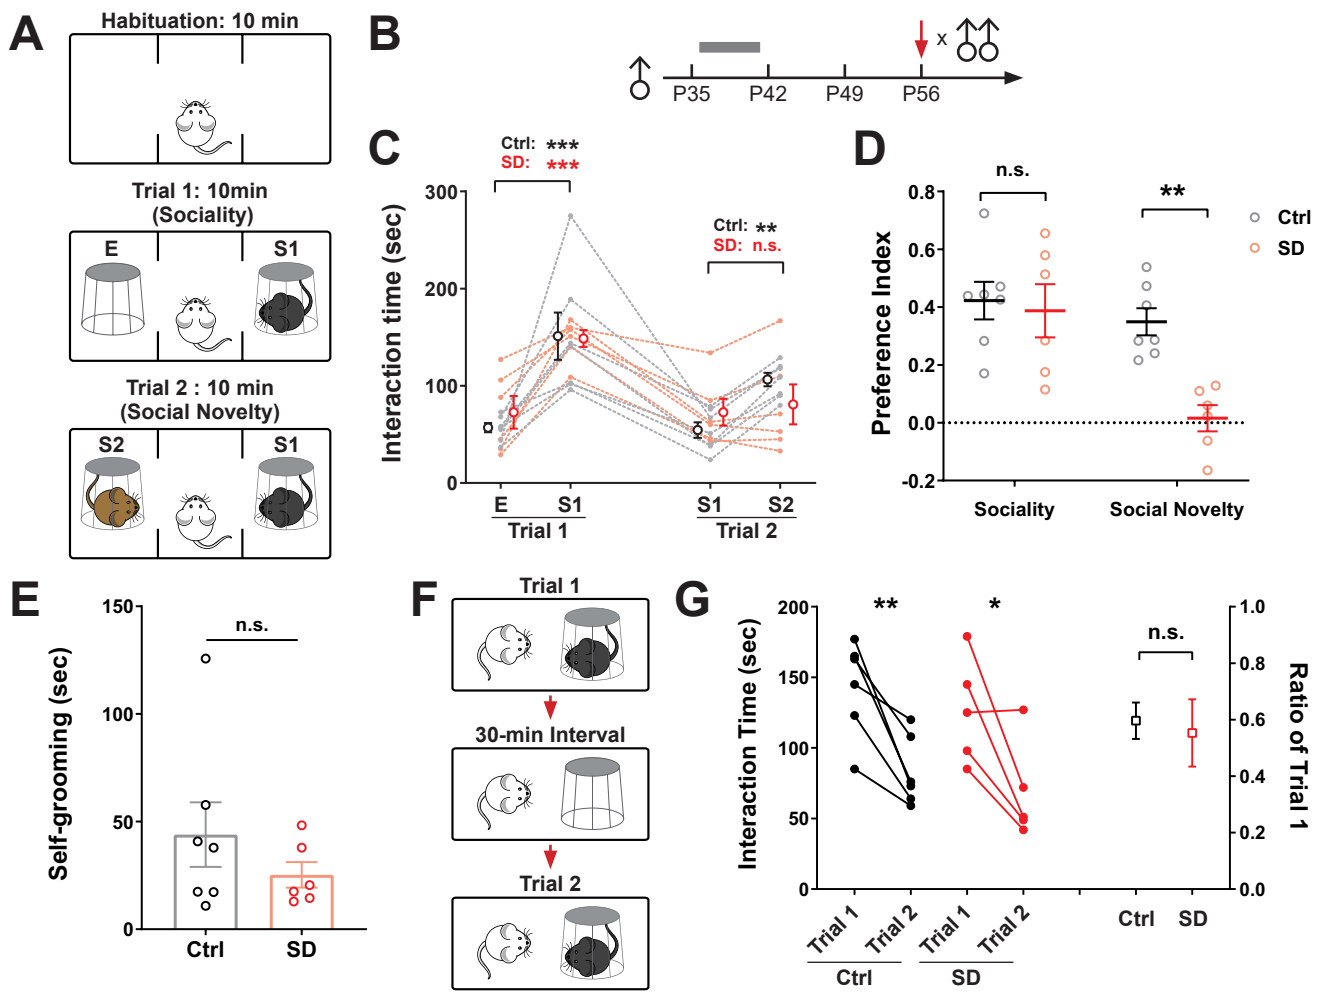 A
Habituation: 10 min
Trial 1: 10min
(Sociality)
E
S1
Trial 2 : 10 min
(Social Novelty)
S2
S1
B
x
P35
P42
P49
P56
C
Ctrl: ***
SD: ***
Ctrl: **
SD: n.s.
Interaction time (sec)
300
200
100
0
E
S1
S1
S2
Trial 1
Trial 2
D
n.s.
**
Ctrl
SD
Preference Index
0.8
0.6
0.4
0.2
0.0
-0.2
Sociality
Social Novelty
E
n.s.
Self-grooming (sec)
150
100
50
0
Ctrl
SD
F
Trial 1
30-min Interval
Trial 2
G
**
*
n.s.
Interaction Time (sec)
200
150
100
50
0
1.0
0.8
0.6
0.4
0.2
0.0
Ratio of Trial 1
Trial 1
Trial 2
Trial 1
Trial 2
Ctrl
SD
Ctrl
SD